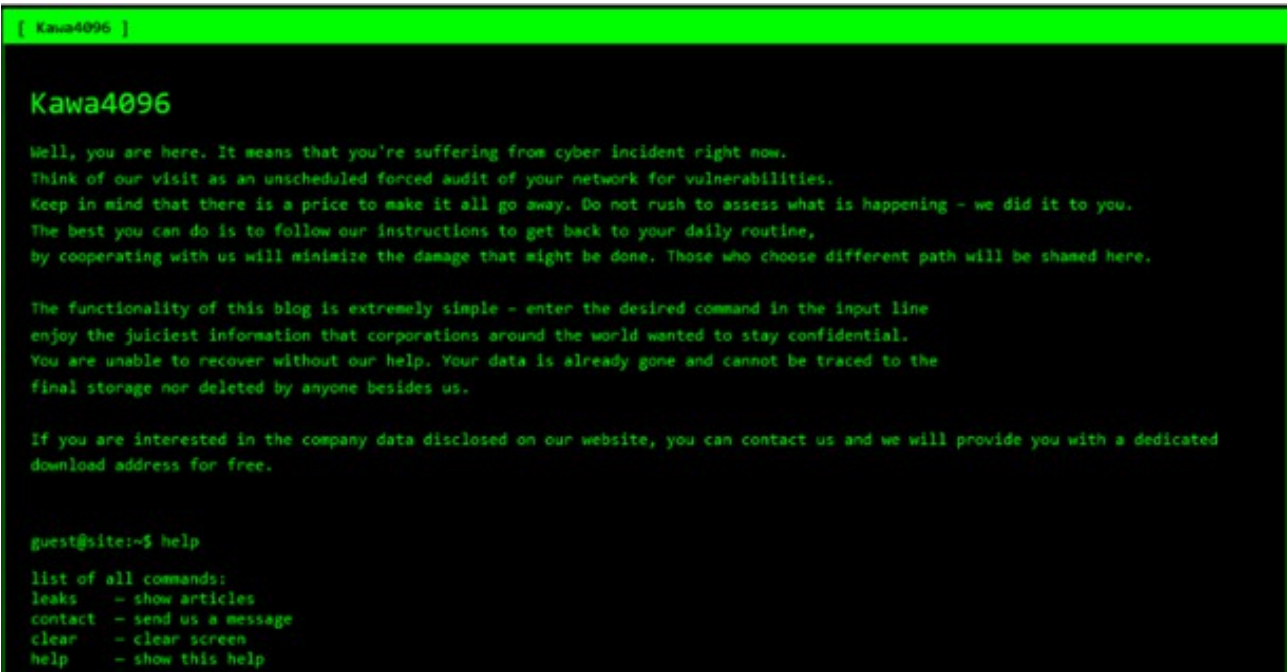 [ Kawa4096 ]
Kawa4096
Well, you are here. It means that you're suffering from cyber incident right now.
Think of our visit as an unscheduled forced audit of your network for vulnerabilities.
Keep in mind that there is a price to make it all go away. Do not rush to assess what is happening – we did it to you.
The best you can do is to follow our instructions to get back to your daily routine,
by cooperating with us will minimize the damage that might be done. Those who choose different path will be shamed here.
The functionality of this blog is extremely simple – enter the desired command in the input line
enjoy the juiciest information that corporations around the world wanted to stay confidential.
You are unable to recover without our help. Your data is already gone and cannot be traced to the
final storage nor deleted by anyone besides us.
If you are interested in the company data disclosed on our website, you can contact us and we will provide you with a dedicated
download address for free.
guest@site:~$ help
list of all commands:
leaks – show articles
contact – send us a message
clear – clear screen
help – show this help